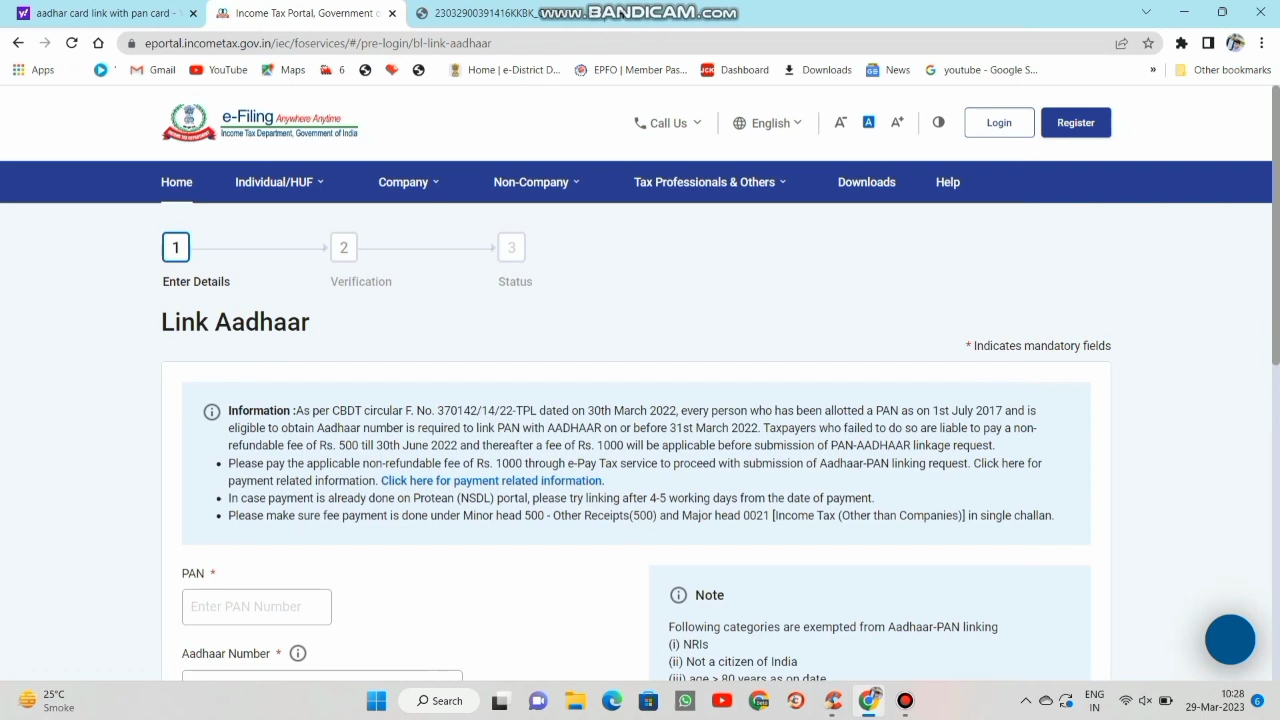 aadhar card link with pan card -
Income Tax Portal, Government o
23032900391416KKBK_
www.BANDICAM.com
eportal.incometax.gov.in/iec/foservices/#/pre-login/bl-link-aadhaar
Apps
Gmail
YouTube
Maps
6
Home | e-District D...
EPFO | Member Pas...
Dashboard
Downloads
News
youtube - Google S...
»
Other bookmarks
e-Filing Anywhere Anytime
Income Tax Department, Government of India
Call Us
English
A-
A
A+
Login
Register
Home
Individual/HUF
Company
Non-Company
Tax Professionals & Others
Downloads
Help
1
2
3
Enter Details
Verification
Status
Link Aadhaar
* Indicates mandatory fields
Information :As per CBDT circular F. No. 370142/14/22-TPL dated on 30th March 2022, every person who has been allotted a PAN as on 1st July 2017 and is
eligible to obtain Aadhaar number is required to link PAN with AADHAAR on or before 31st March 2022. Taxpayers who failed to do so are liable to pay a non-
refundable fee of Rs. 500 till 30th June 2022 and thereafter a fee of Rs. 1000 will be applicable before submission of PAN-AADHAAR linkage request.
• Please pay the applicable non-refundable fee of Rs. 1000 through e-Pay Tax service to proceed with submission of Aadhaar-PAN linking request. Click here for
payment related information. Click here for payment related information.
• In case payment is already done on Protean (NSDL) portal, please try linking after 4-5 working days from the date of payment.
• Please make sure fee payment is done under Minor head 500 - Other Receipts(500) and Major head 0021 [Income Tax (Other than Companies)] in single challan.
PAN *
Enter PAN Number
Aadhaar Number *
Note
Following categories are exempted from Aadhaar-PAN linking
(i) NRIs
(ii) Not a citizen of India
(iii) age > 80 years as on date
25°C
Smoke
Search
ENG
IN
10:28
29-Mar-2023
6